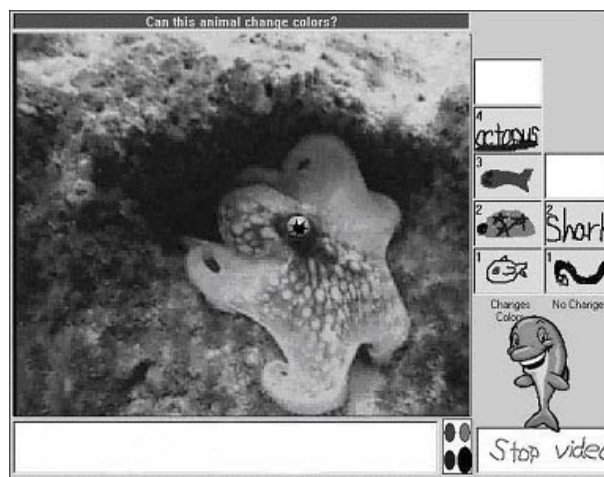 Can this animal change colors?
4
octopus
3
2
2
Shark
1
1
Changes Colors
No Change
Stop video